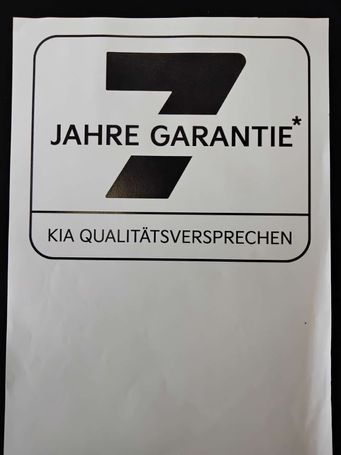 7
JAHRE GARANTIE*
KIA QUALITÄTSVERSPRECHEN